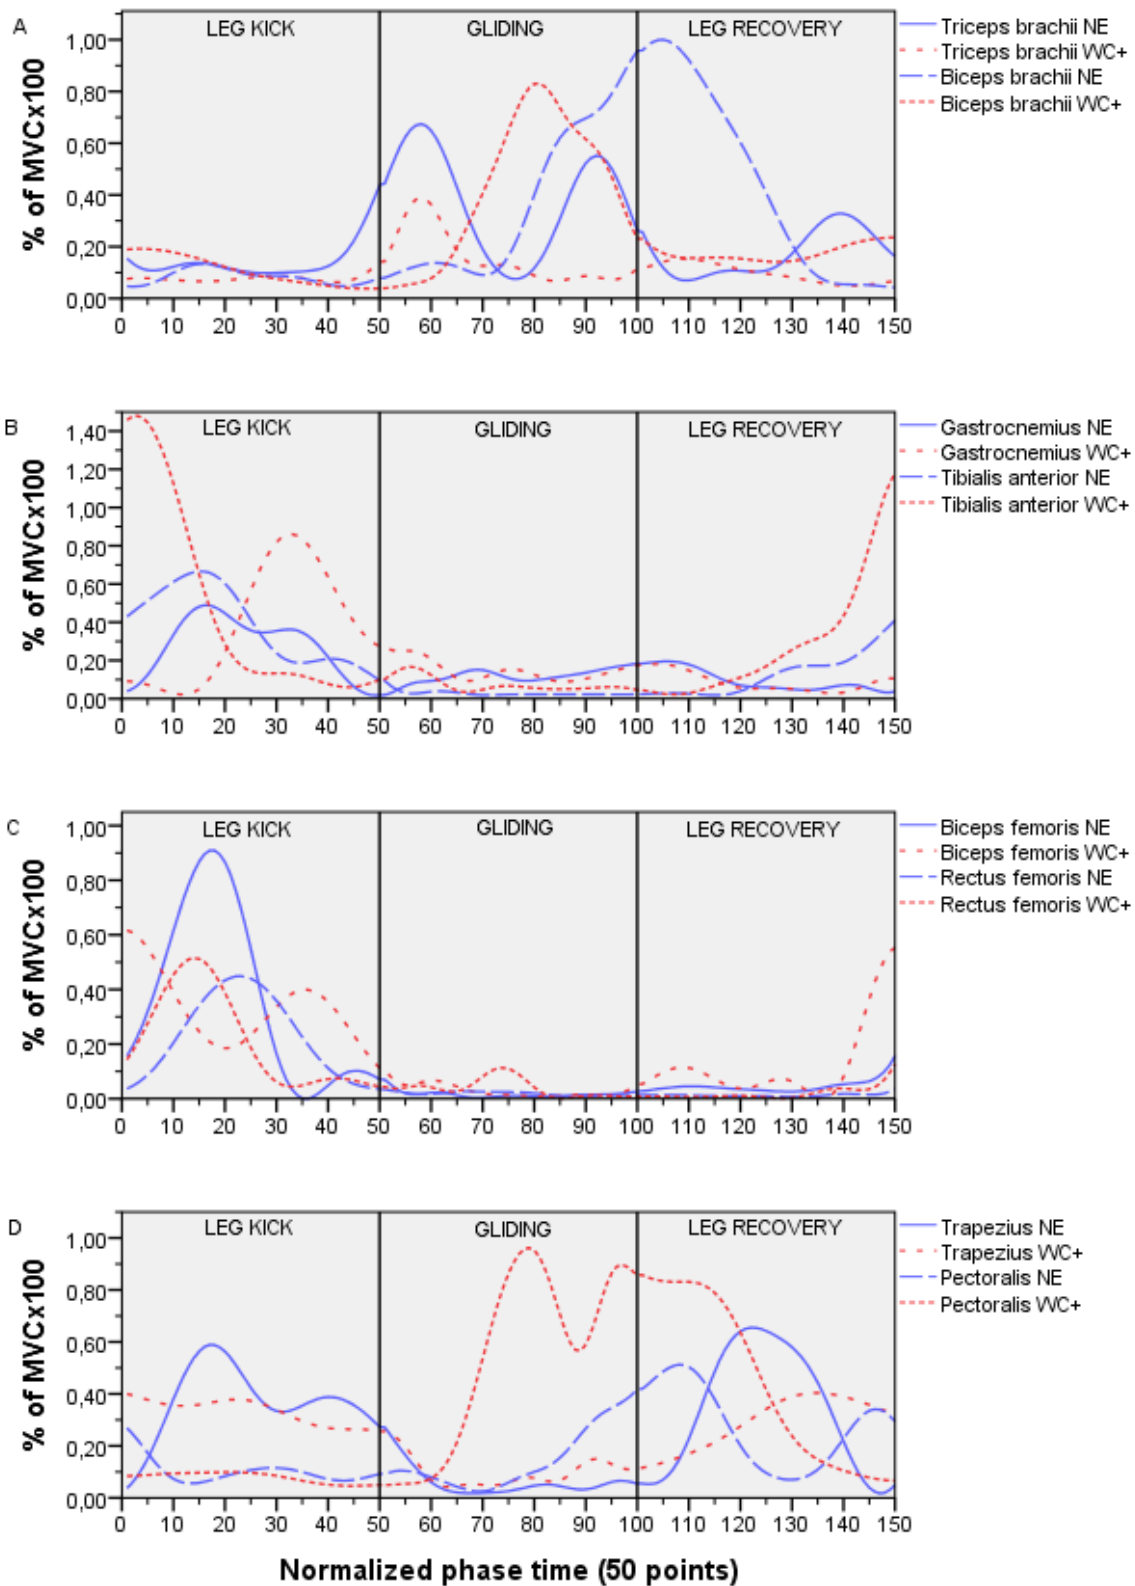 A
LEG KICK GLIDING LEG RECOVERY
Triceps brachii NE
Triceps brachii WC+
Biceps brachii NE
Biceps brachii WC+
% of MVCx100
1,00
0,80
0,60
0,40
0,20
0,00
0 10 20 30 40 50 60 70 80 90 100 110 120 130 140 150
B
LEG KICK GLIDING LEG RECOVERY
Gastrocnemius NE
Gastrocnemius WC+
Tibialis anterior NE
Tibialis anterior WC+
% of MVCx100
1,40
1,20
1,00
0,80
0,60
0,40
0,20
0,00
0 10 20 30 40 50 60 70 80 90 100 110 120 130 140 150
C
LEG KICK GLIDING LEG RECOVERY
Biceps femoris NE
Biceps femoris WC+
Rectus femoris NE
Rectus femoris WC+
% of MVCx100
1,00
0,80
0,60
0,40
0,20
0,00
0 10 20 30 40 50 60 70 80 90 100 110 120 130 140 150
D
LEG KICK GLIDING LEG RECOVERY
Trapezius NE
Trapezius WC+
Pectoralis NE
Pectoralis WC+
% of MVCx100
1,00
0,80
0,60
0,40
0,20
0,00
0 10 20 30 40 50 60 70 80 90 100 110 120 130 140 150
Normalized phase time (50 points)